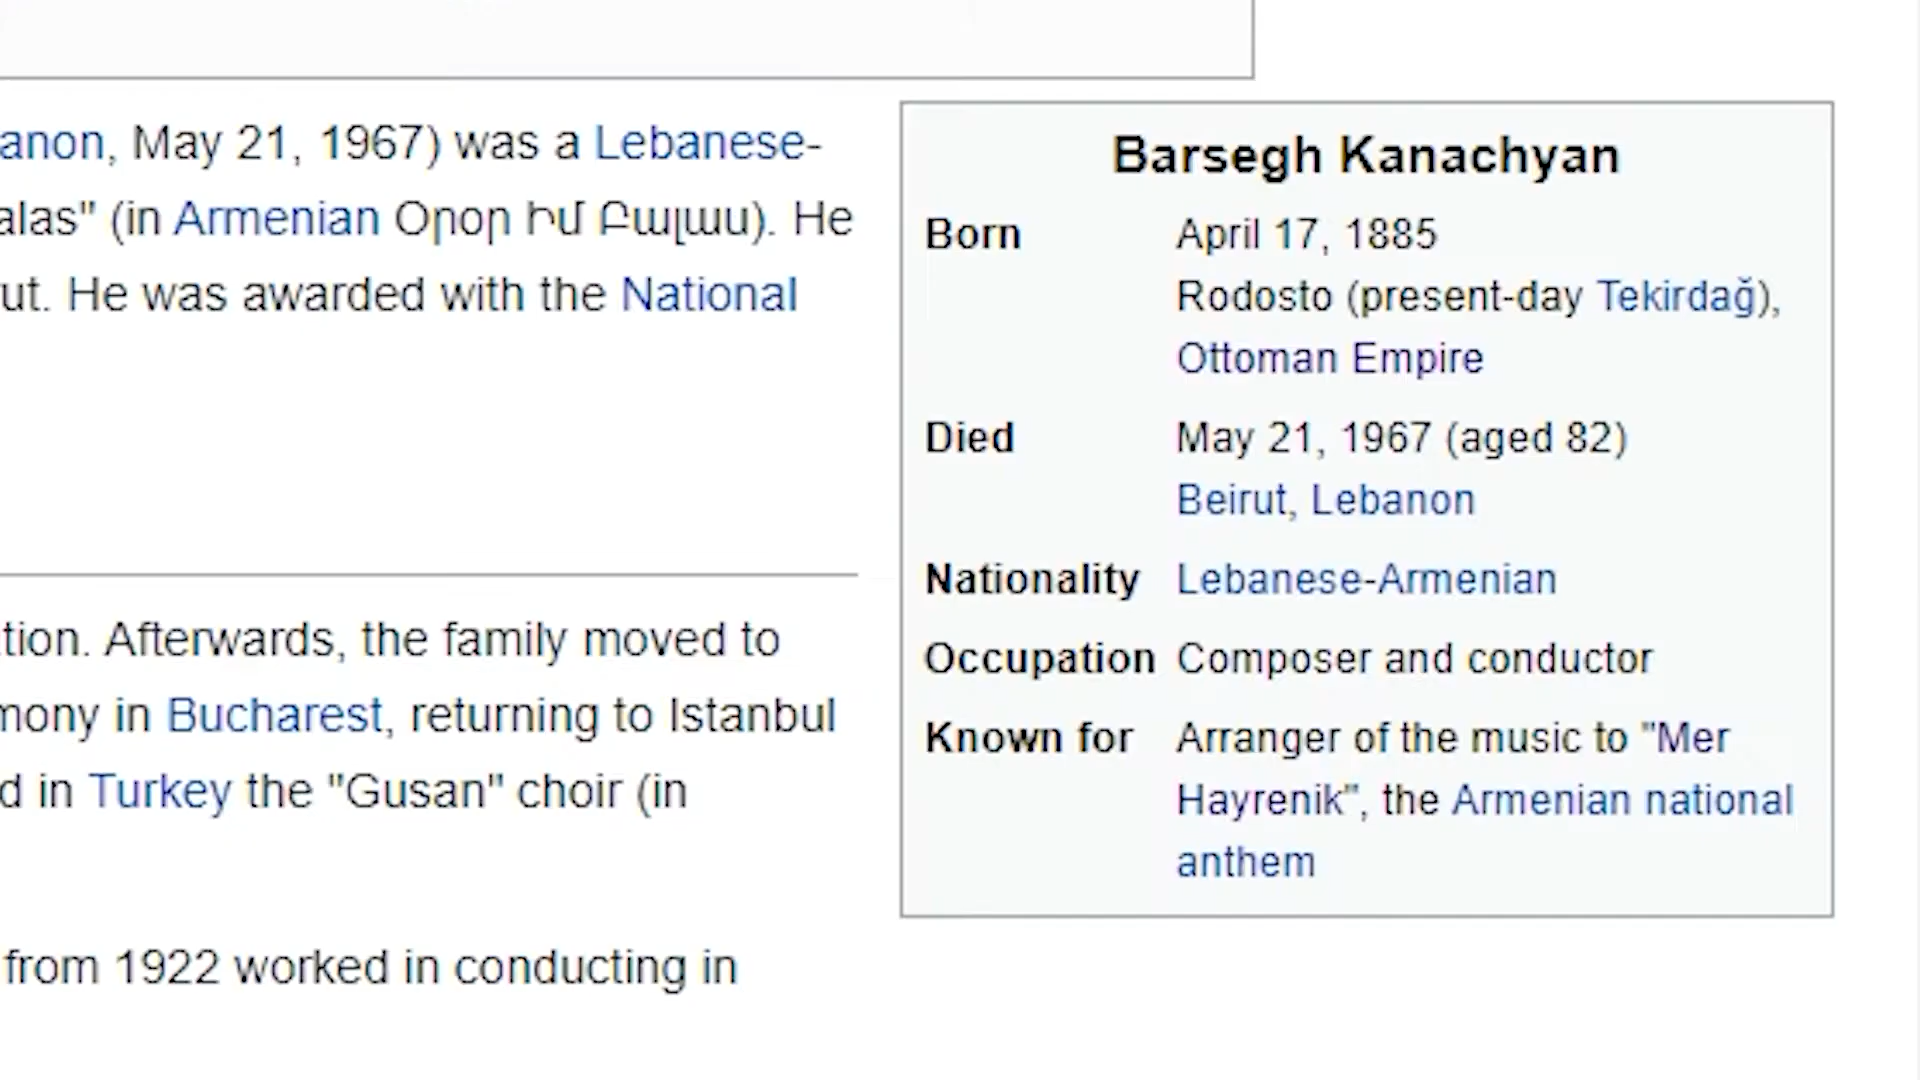 anon, May 21, 1967) was a Lebanese-
alas" (in Armenian Օրոր Իմ Բալաս). He
ut. He was awarded with the National
tion. Afterwards, the family moved to
mony in Bucharest, returning to Istanbul
d in Turkey the "Gusan" choir (in
from 1922 worked in conducting in
Barsegh Kanachyan
Born April 17, 1885
Rodosto (present-day Tekirdağ),
Ottoman Empire
Died May 21, 1967 (aged 82)
Beirut, Lebanon
Nationality Lebanese-Armenian
Occupation Composer and conductor
Known for Arranger of the music to "Mer
Hayrenik", the Armenian national
anthem